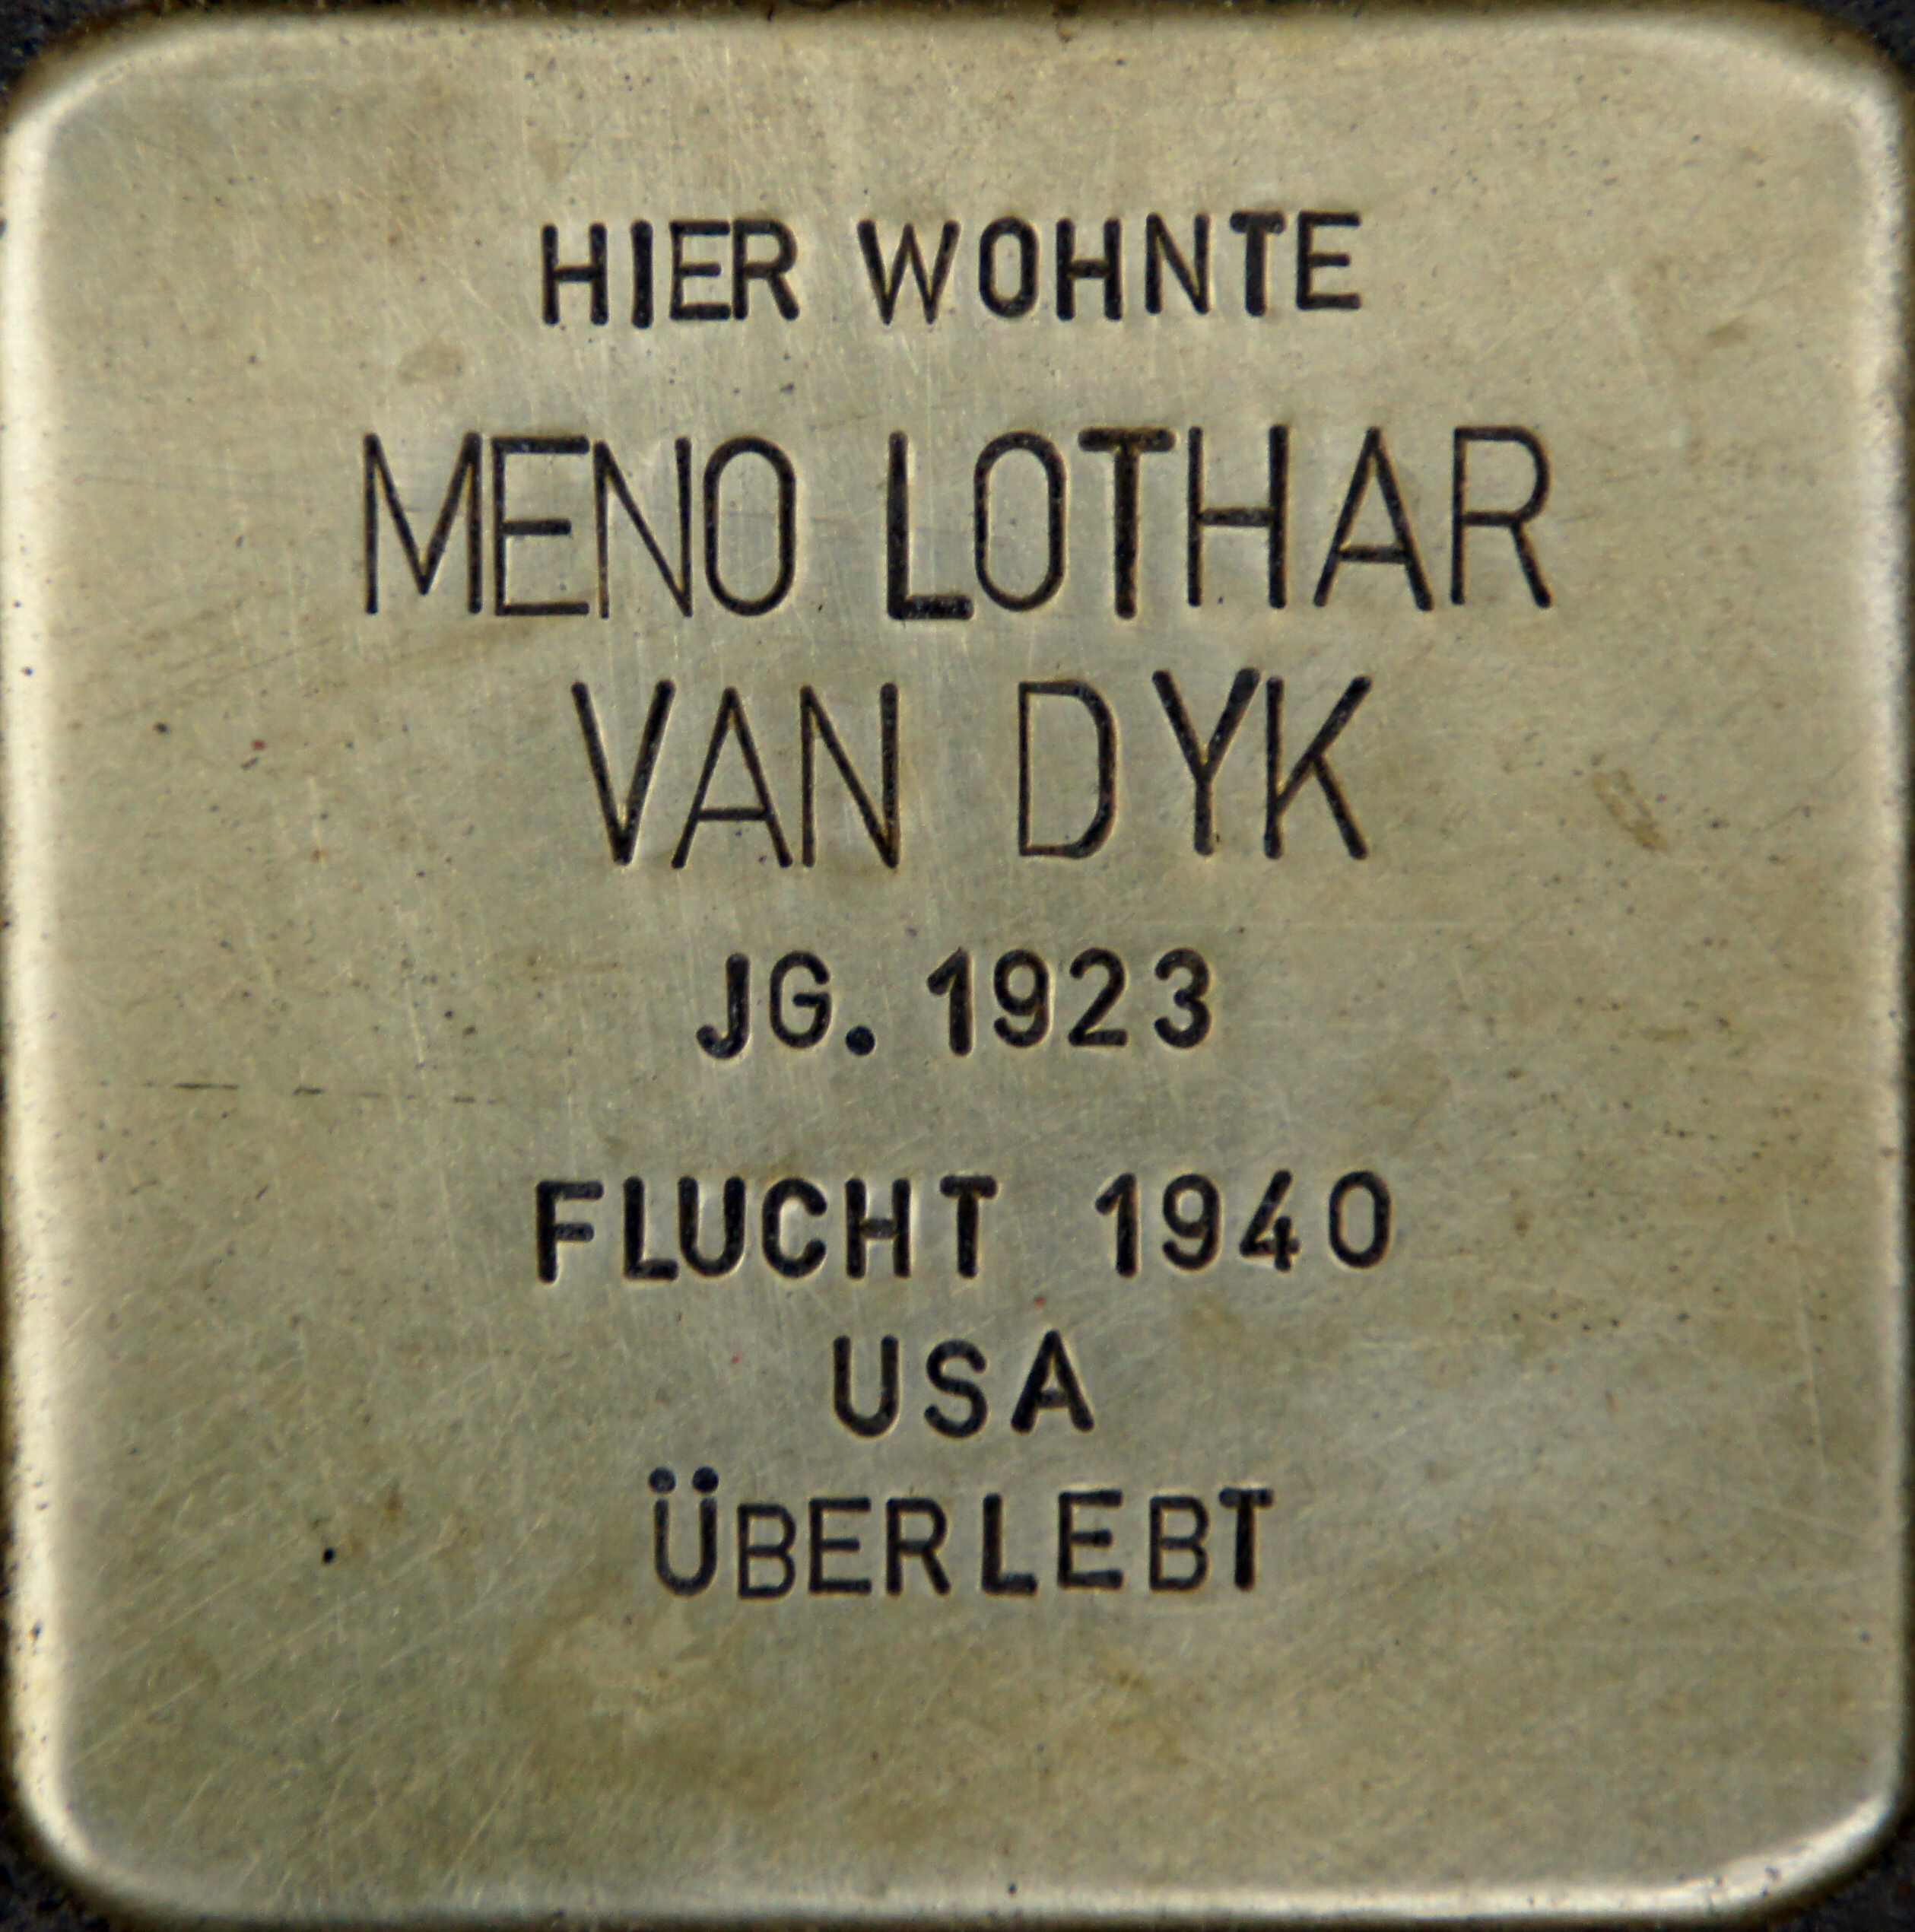 HIER WOHNTE
MENO LOTHAR
VAN DYK
JG. 1923
FLUCHT 1940
USA
ÜBERLEBT